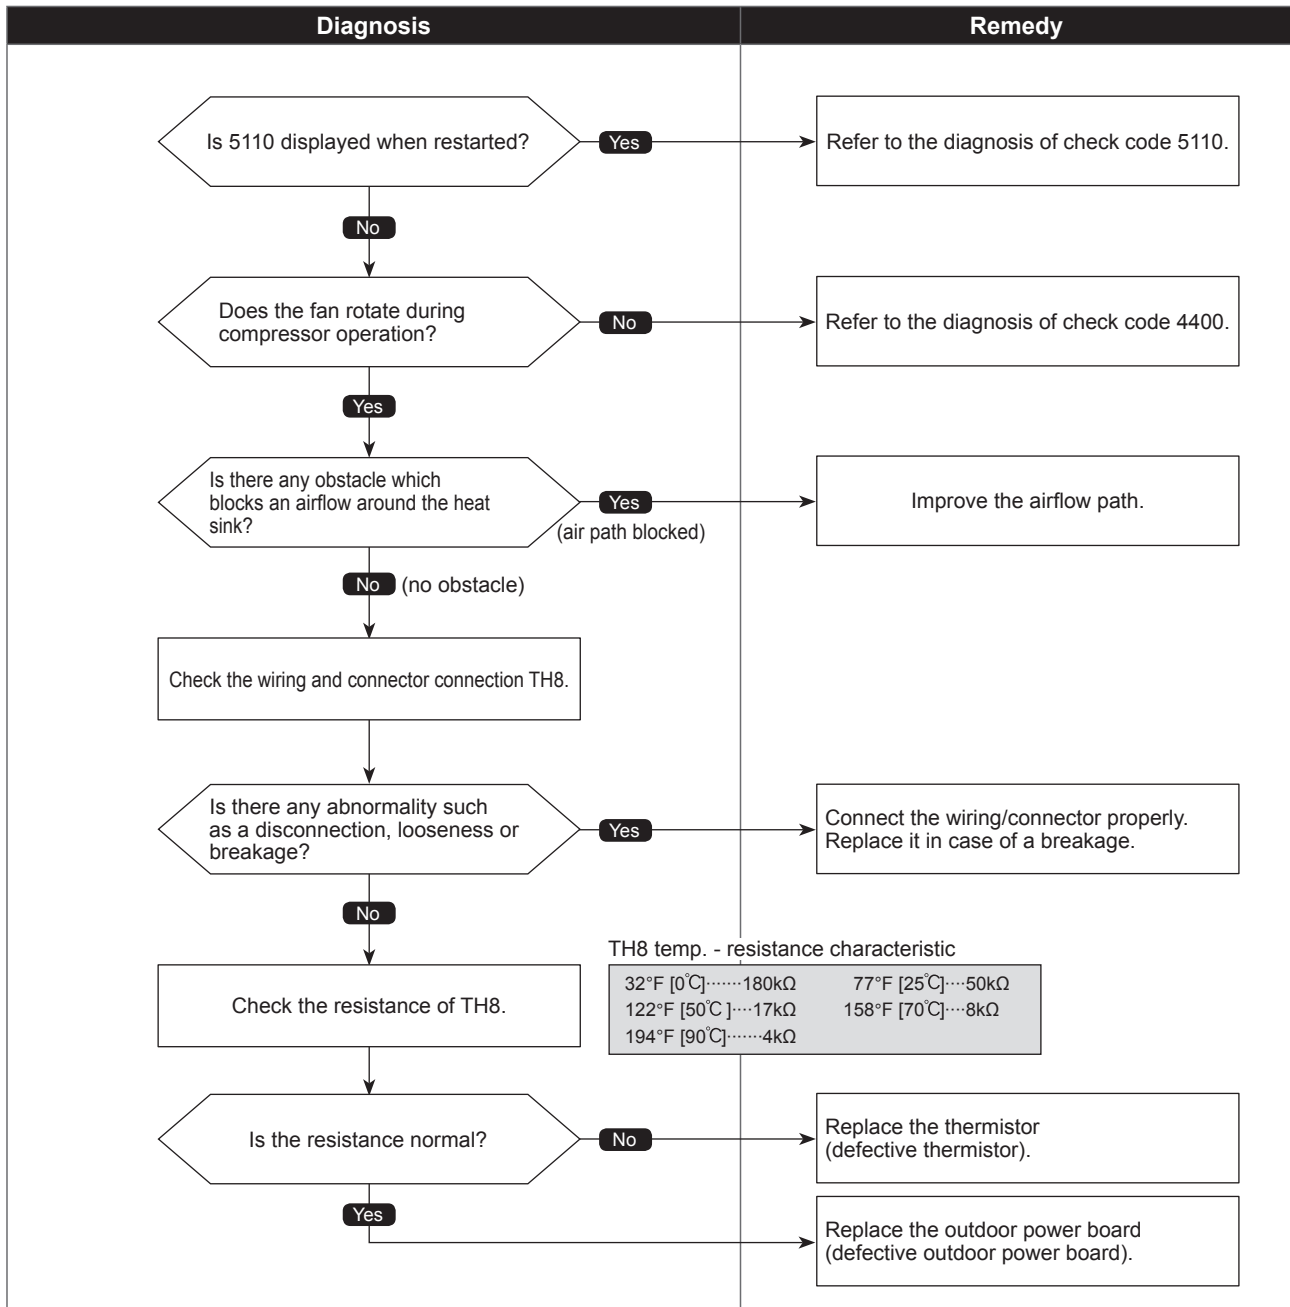 Diagnosis
Remedy
Is 5110 displayed when restarted?
Yes
Refer to the diagnosis of check code 5110.
No
Does the fan rotate during
compressor operation?
No
Refer to the diagnosis of check code 4400.
Yes
Is there any obstacle which
blocks an airflow around the heat
sink?
Yes
(air path blocked)
Improve the airflow path.
No (no obstacle)
Check the wiring and connector connection TH8.
Is there any abnormality such
as a disconnection, looseness or
breakage?
Yes
Connect the wiring/connector properly.
Replace it in case of a breakage.
No
TH8 temp. - resistance characteristic
32°F [0℃]·······180kΩ 77°F [25℃]····50kΩ
122°F [50℃ ]····17kΩ 158°F [70℃]····8kΩ
194°F [90℃]·······4kΩ
Check the resistance of TH8.
Is the resistance normal?
No
Replace the thermistor
(defective thermistor).
Yes
Replace the outdoor power board
(defective outdoor power board).